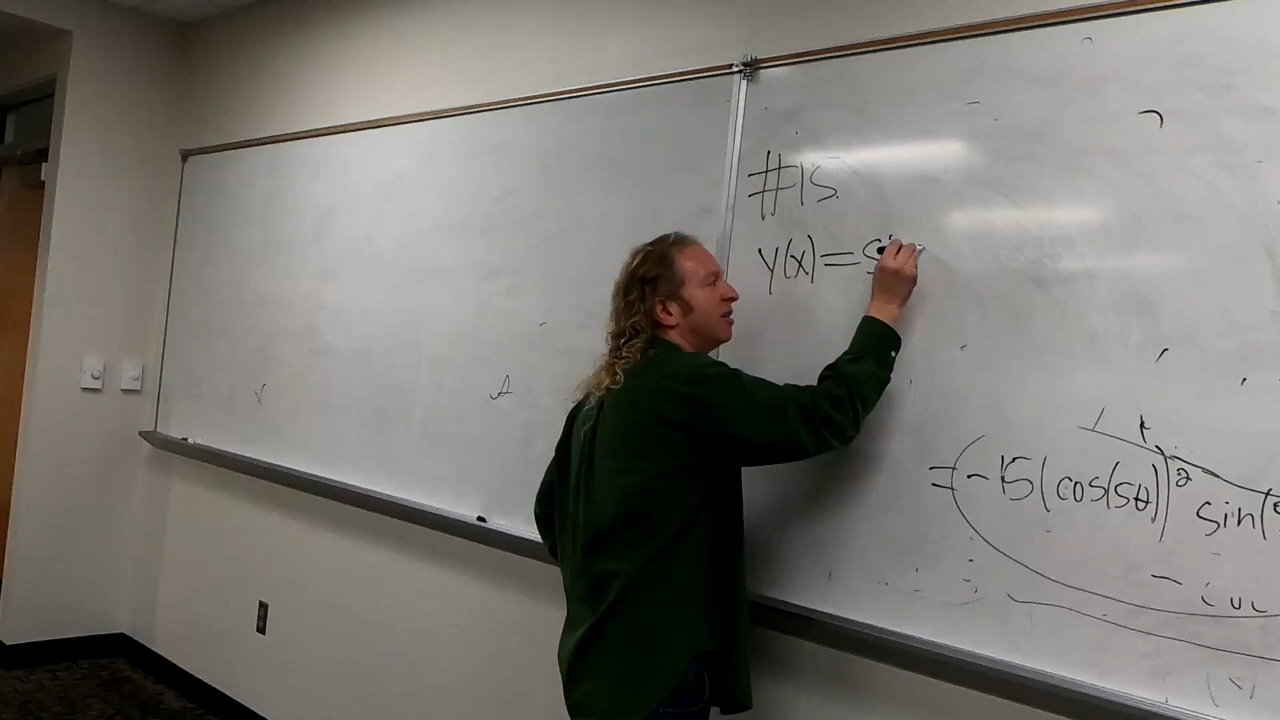 #15.
y(x)=s
=(-15(cos(5θ))² sin(